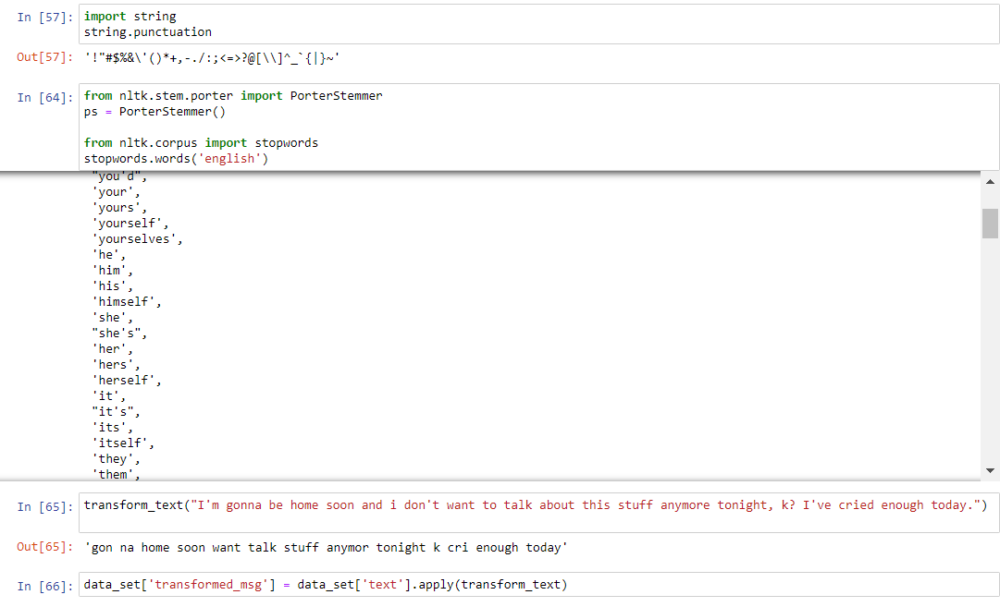 In [57]: import string
string.punctuation
Out[57]: '!"#$%&\'()*+,-./:;<=>?@[\\]^_`{|}~'
In [64]: from nltk.stem.porter import PorterStemmer
ps = PorterStemmer()
from nltk.corpus import stopwords
stopwords.words('english')
"you'd",
'your',
'yours',
'yourself',
'yourselves',
'he',
'him',
'his',
'himself',
'she',
"she's",
'her',
'hers',
'herself',
'it',
"it's",
'its',
'itself',
'they',
'them',
In [65]: transform_text("I'm gonna be home soon and i don't want to talk about this stuff anymore tonight, k? I've cried enough today.")
Out[65]: 'gon na home soon want talk stuff anymor tonight k cri enough today'
In [66]: data_set['transformed_msg'] = data_set['text'].apply(transform_text)